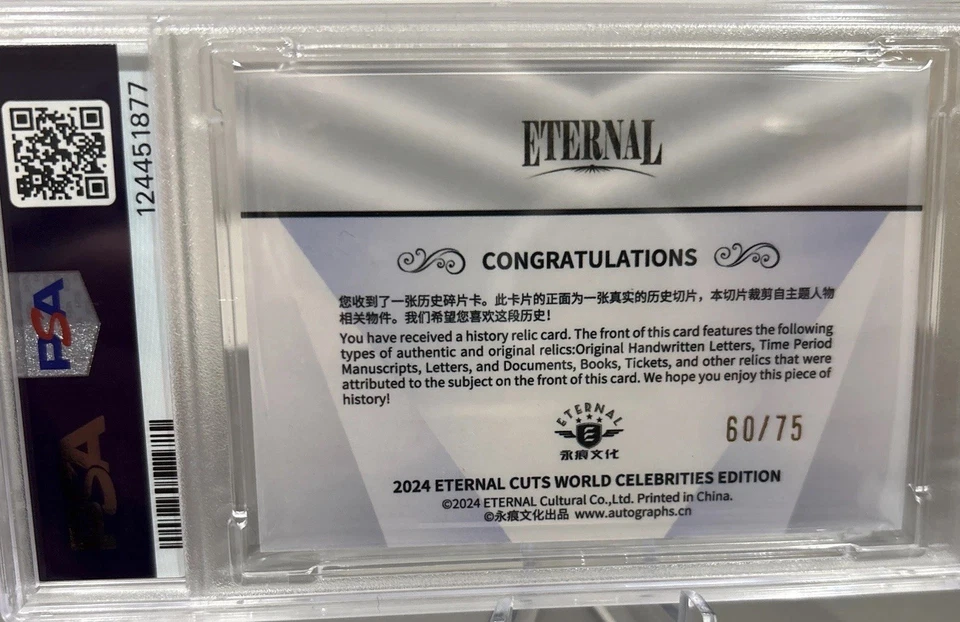 124451877
PSA
PSA
ETERNAL
CONGRATULATIONS
您收到了一张历史碎片卡。此卡片的正面为一张真实的历史切片，本切片裁剪自主题人物
相关物件。我们希望您喜欢这段历史！
You have received a history relic card. The front of this card features the following
types of authentic and original relics:Original Handwritten Letters, Time Period
Manuscripts, Letters, and Documents, Books, Tickets, and other relics that were
attributed to the subject on the front of this card. We hope you enjoy this piece of
history!
ETERNAL
永痕文化
60/75
2024 ETERNAL CUTS WORLD CELEBRITIES EDITION
©2024 ETERNAL Cultural Co.,Ltd. Printed in China.
©永痕文化出品 www.autographs.cn